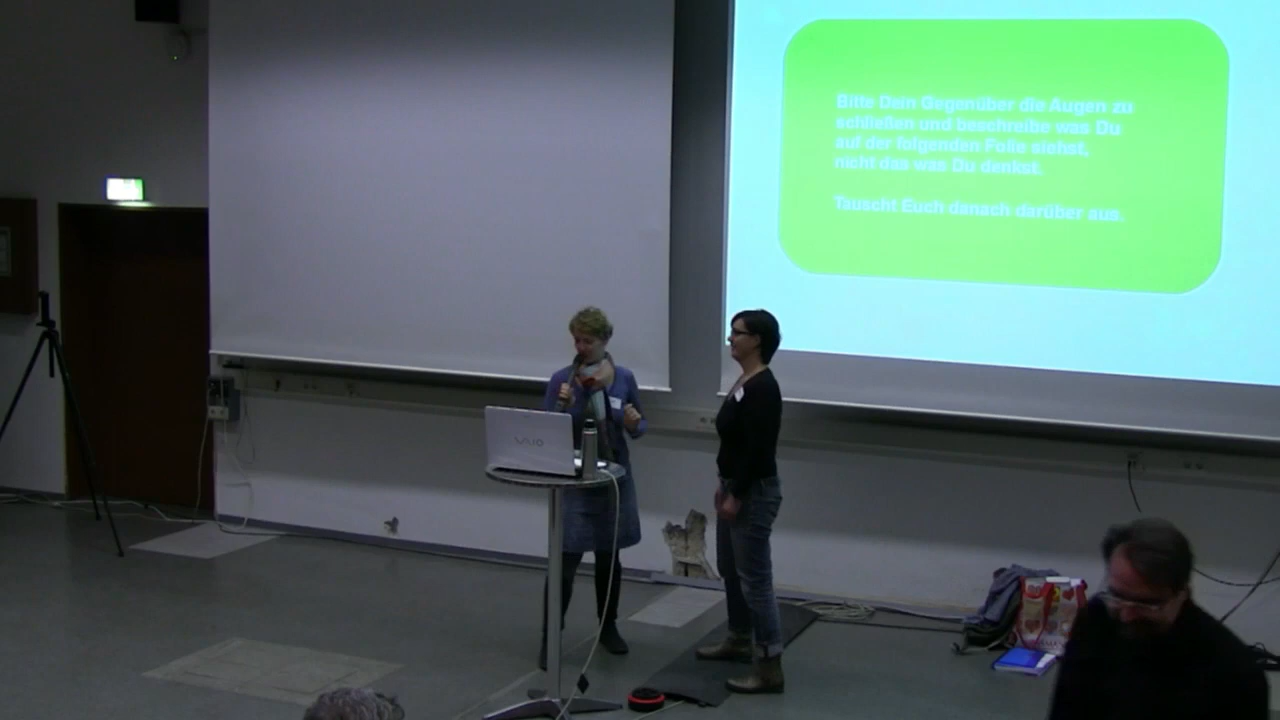 Bitte Dein Gegenüber die Augen zu
schließen und beschreibe was Du
auf der folgenden Folie siehst,
nicht das was Du denkst.
Tauscht Euch danach darüber aus.
VAIO